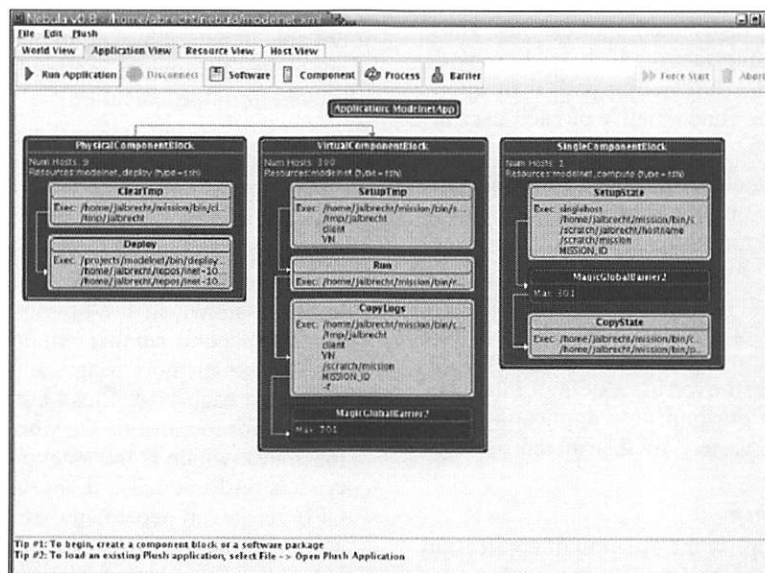 Nebula v0.8 - /home/albrecht/nebula/modelnet.xml
File Edit Plush
World View Application View Resource View Host View
Run Application Disconnect Software Component Process Barrier Force Start Abort
Application: ModelnetApp
PhysicalComponentBlock
Num Hosts: 9
Resources:modelnet_deploy (type=ssh)
ClearTmp
Exec: /home/jalbrecht/mission/bin/cl...
/tmp/jalbrecht
Deploy
Exec: /projects/modelnet/bin/deploy
/home/jalbrecht/repos/inet-10...
/home/jalbrecht/repos/inet-10...
VirtualComponentBlock
Num Hosts: 300
Resources:modelnet (type=ssh)
SetupTmp
Exec: /home/jalbrecht/mission/bin/s...
/tmp/jalbrecht
client
VN
Run
Exec: /home/jalbrecht/mission/bin/r...
CopyLogs
Exec: /home/jalbrecht/mission/bin/c...
/tmp/jalbrecht
client
VN
/scratch/mission
MISSION_ID
-r
MagicGlobalBarrier2
Max: 301
SingleComponentBlock
Num Hosts: 1
Resources:modelnet_compute (type=ssh)
SetupState
Exec: singlehost
/home/jalbrecht/mission/bin/s...
/scratch/jalbrecht/hostname
/scratch/mission
MISSION_ID
MagicGlobalBarrier2
Max: 301
CopyState
Exec: /home/jalbrecht/mission/bin/c...
/home/jalbrecht/mission/bin/p...
Tip #1: To begin, create a component block or a software package
Tip #2: To load an existing Plush application, select File -> Open Plush Application